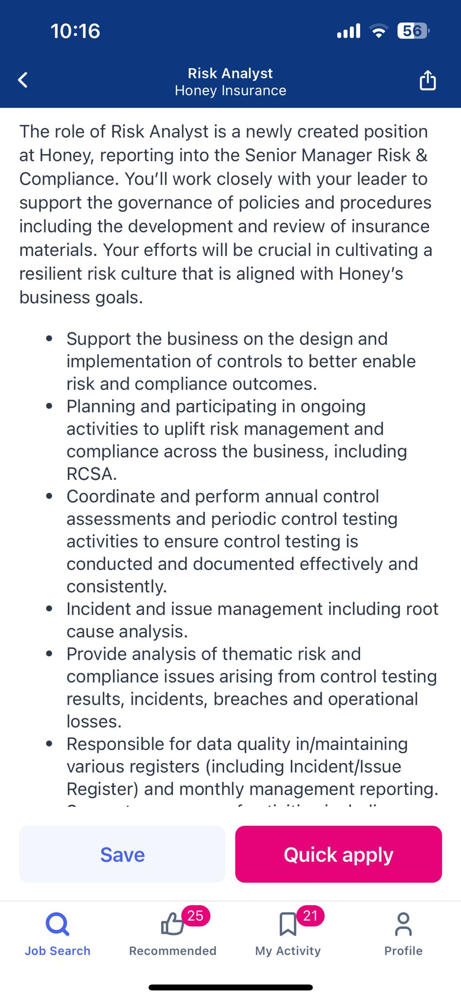 10:16
56
Risk Analyst
Honey Insurance
The role of Risk Analyst is a newly created position
at Honey, reporting into the Senior Manager Risk &
Compliance. You’ll work closely with your leader to
support the governance of policies and procedures
including the development and review of insurance
materials. Your efforts will be crucial in cultivating a
resilient risk culture that is aligned with Honey’s
business goals.
• Support the business on the design and
implementation of controls to better enable
risk and compliance outcomes.
• Planning and participating in ongoing
activities to uplift risk management and
compliance across the business, including
RCSA.
• Coordinate and perform annual control
assessments and periodic control testing
activities to ensure control testing is
conducted and documented effectively and
consistently.
• Incident and issue management including root
cause analysis.
• Provide analysis of thematic risk and
compliance issues arising from control testing
results, incidents, breaches and operational
losses.
• Responsible for data quality in/maintaining
various registers (including Incident/Issue
Register) and monthly management reporting.
Save
Quick apply
25
21
Job Search
Recommended
My Activity
Profile